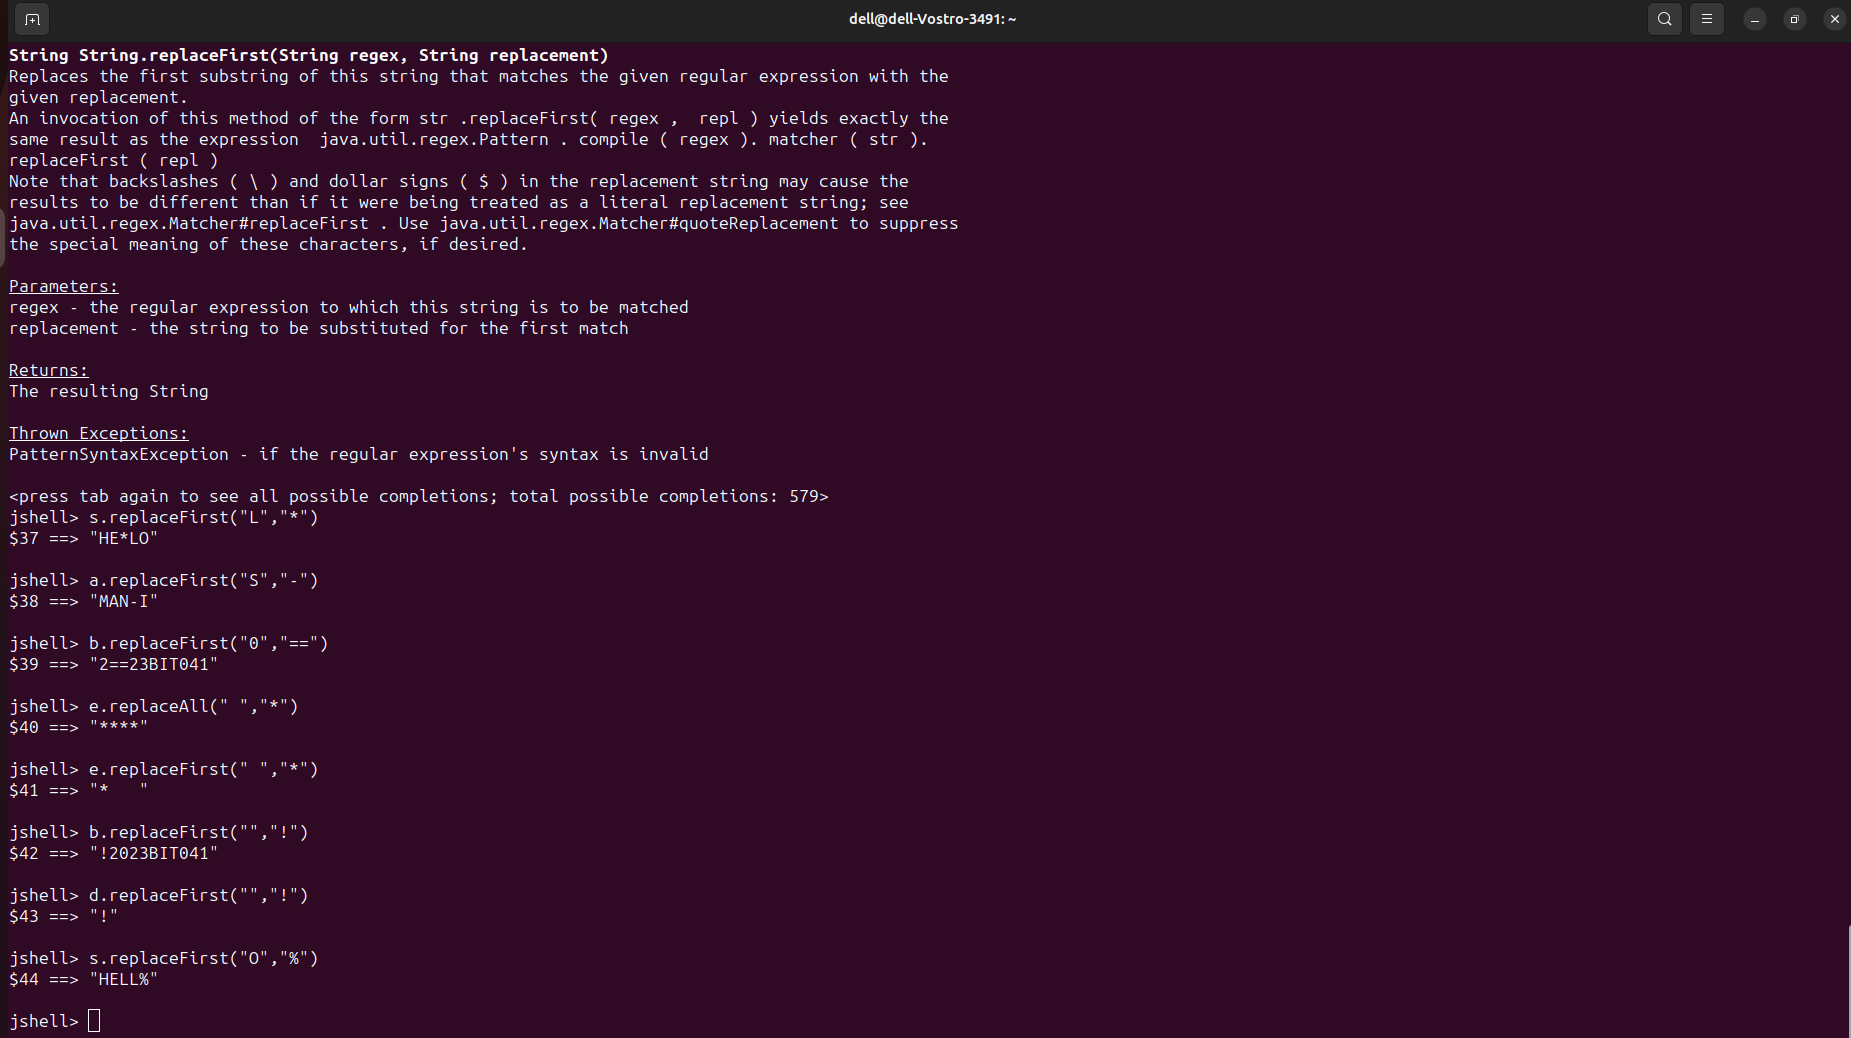 dell@dell-Vostro-3491: ~
String String.replaceFirst(String regex, String replacement)
Replaces the first substring of this string that matches the given regular expression with the
given replacement.
An invocation of this method of the form str .replaceFirst( regex ,  repl ) yields exactly the
same result as the expression  java.util.regex.Pattern . compile ( regex ). matcher ( str ).
replaceFirst ( repl )
Note that backslashes ( \ ) and dollar signs ( $ ) in the replacement string may cause the
results to be different than if it were being treated as a literal replacement string; see
java.util.regex.Matcher#replaceFirst . Use java.util.regex.Matcher#quoteReplacement to suppress
the special meaning of these characters, if desired.
Parameters:
regex - the regular expression to which this string is to be matched
replacement - the string to be substituted for the first match
Returns:
The resulting String
Thrown Exceptions:
PatternSyntaxException - if the regular expression's syntax is invalid
<press tab again to see all possible completions; total possible completions: 579>
jshell> s.replaceFirst("L","*")
$37 ==> "HE*LO"
jshell> a.replaceFirst("S","-")
$38 ==> "MAN-I"
jshell> b.replaceFirst("0","==")
$39 ==> "2==23BIT041"
jshell> e.replaceAll(" ","*")
$40 ==> "****"
jshell> e.replaceFirst(" ","*")
$41 ==> "*   "
jshell> b.replaceFirst("","!")
$42 ==> "!2023BIT041"
jshell> d.replaceFirst("","!")
$43 ==> "!"
jshell> s.replaceFirst("O","%")
$44 ==> "HELL%"
jshell>